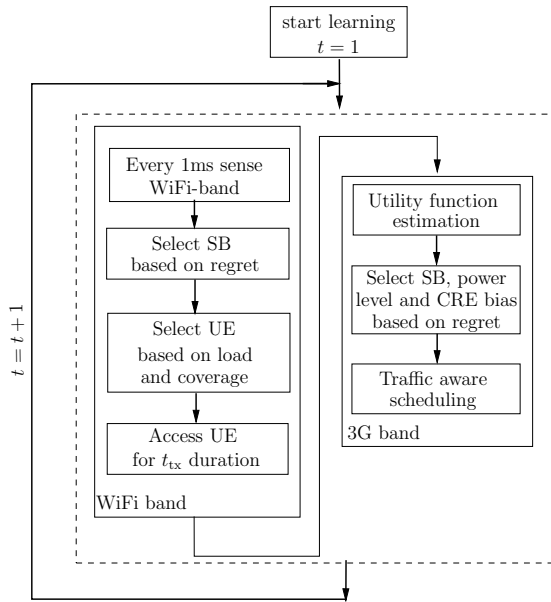 start learning
t = 1
Every 1ms sense
WiFi-band
Select SB
based on regret
Select UE
based on load
and coverage
Access UE
for t_tx duration
WiFi band
Utility function
estimation
Select SB, power
level and CRE bias
based on regret
Traffic aware
scheduling
3G band
t = t + 1